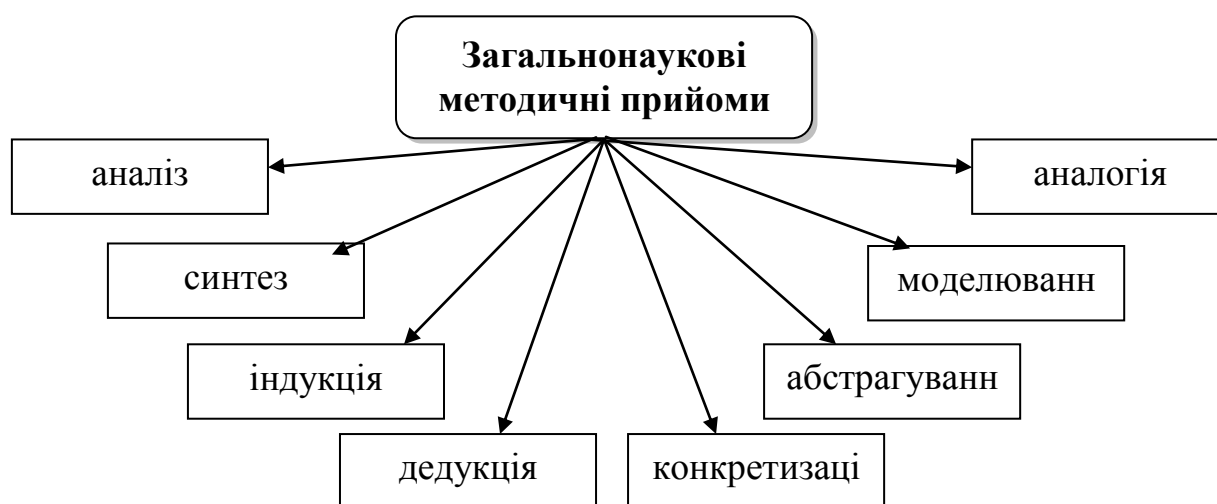 Загальнонаукові
методичні прийоми
аналіз
аналогія
синтез
моделюванн
індукція
абстрагуванн
дедукція
конкретизаці